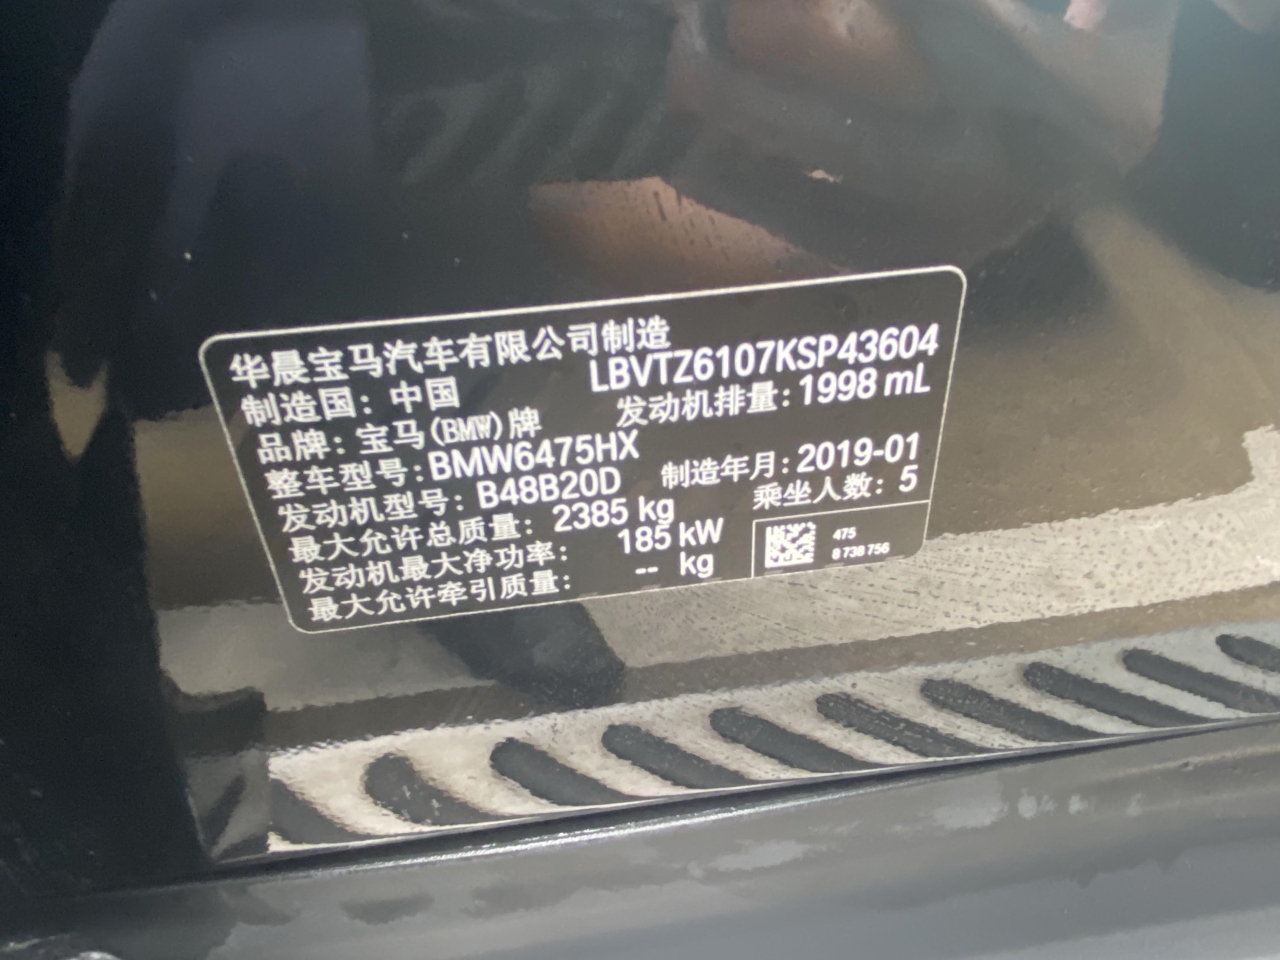 华晨宝马汽车有限公司制造
制造国：中国 LBVTZ6107KSP43604
品牌：宝马(BMW)牌 发动机排量：1998 mL
整车型号：BMW6475HX
发动机型号：B48B20D 制造年月：2019-01
最大允许总质量：2385 kg 乘坐人数：5
发动机最大净功率：185 kW
最大允许牵引质量：-- kg
475
8 738 756